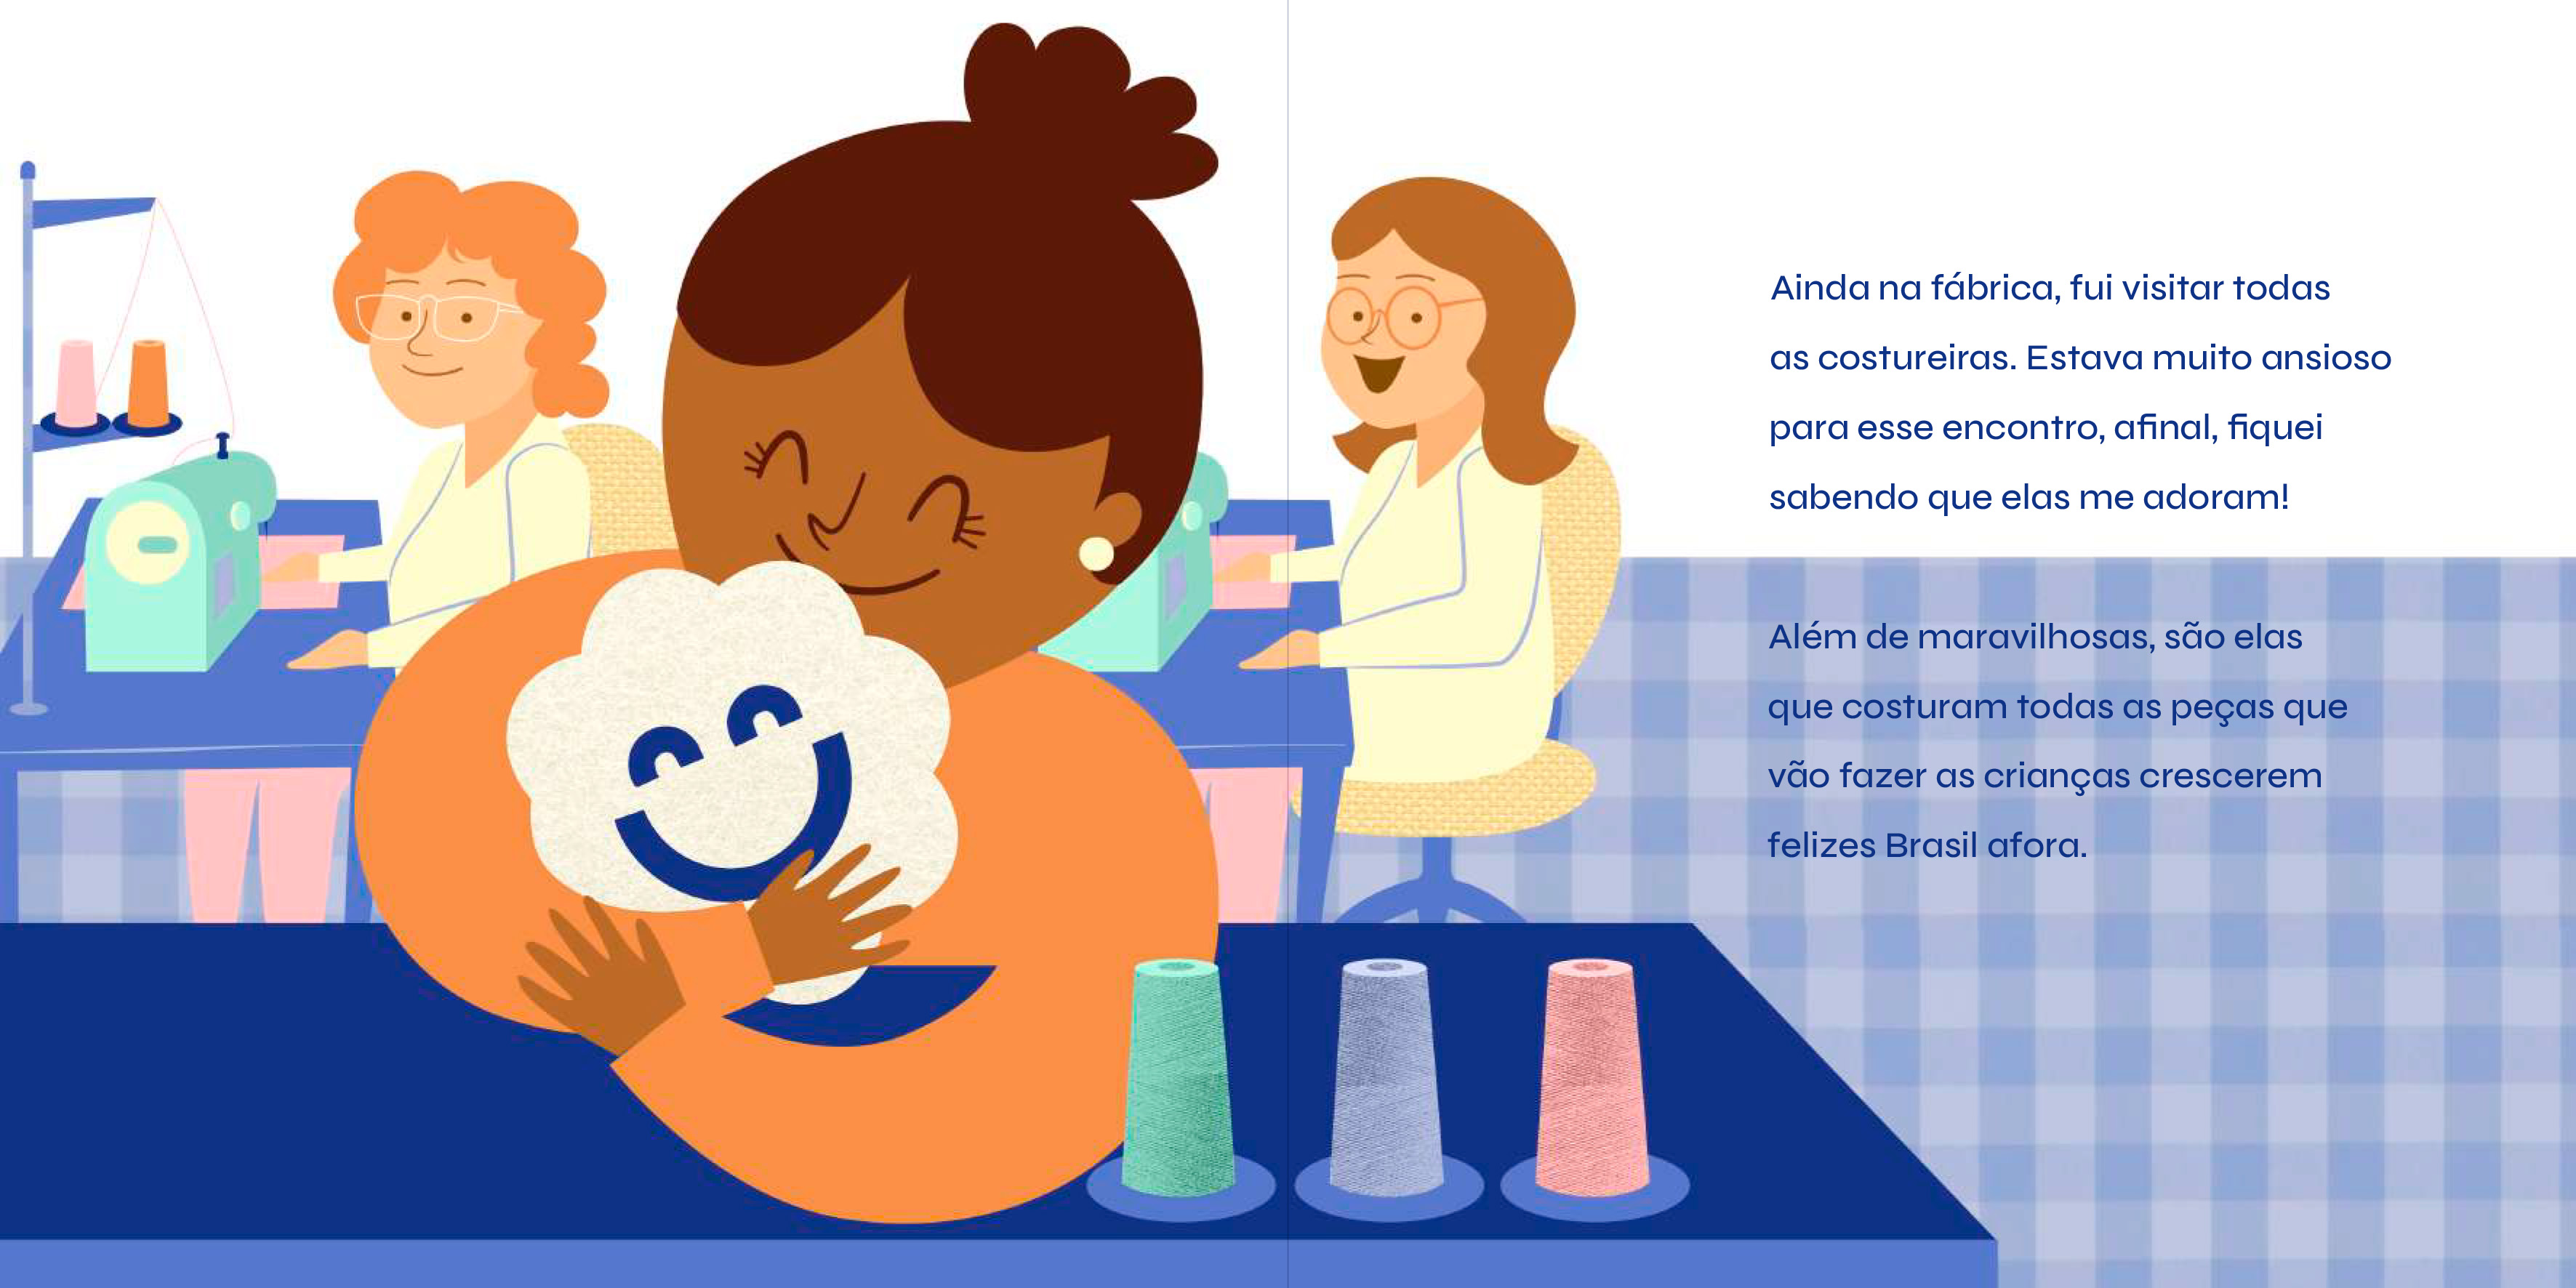 Ainda na fábrica, fui visitar todas
as costureiras. Estava muito ansioso
para esse encontro, afinal, fiquei
sabendo que elas me adoram!
Além de maravilhosas, são elas
que costuram todas as peças que
vão fazer as crianças crescerem
felizes Brasil afora.